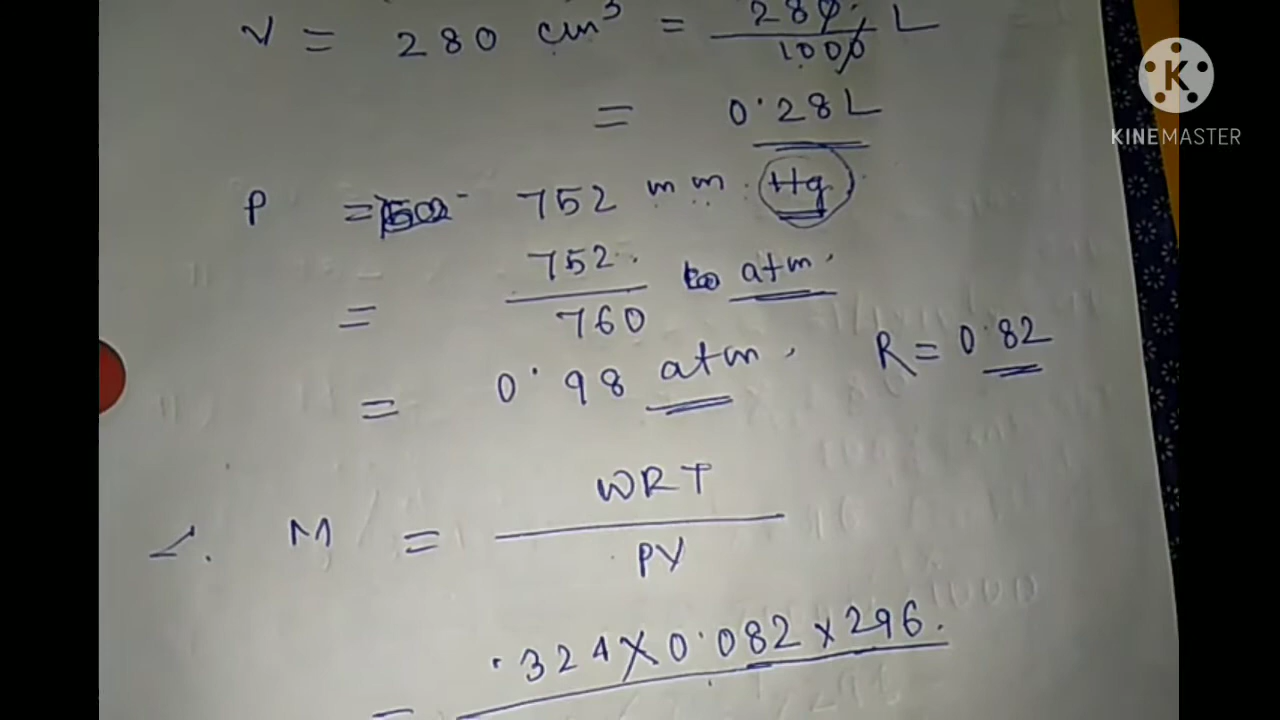 V = 280 cm³ = 280/1000 L
= 0.28 L
K
KINEMASTER
P = 752 mm Hg
= 752/760 atm.
= 0.98 atm. R = 0.82
∴ M = WRT/PV
= .324 × 0.082 × 296.